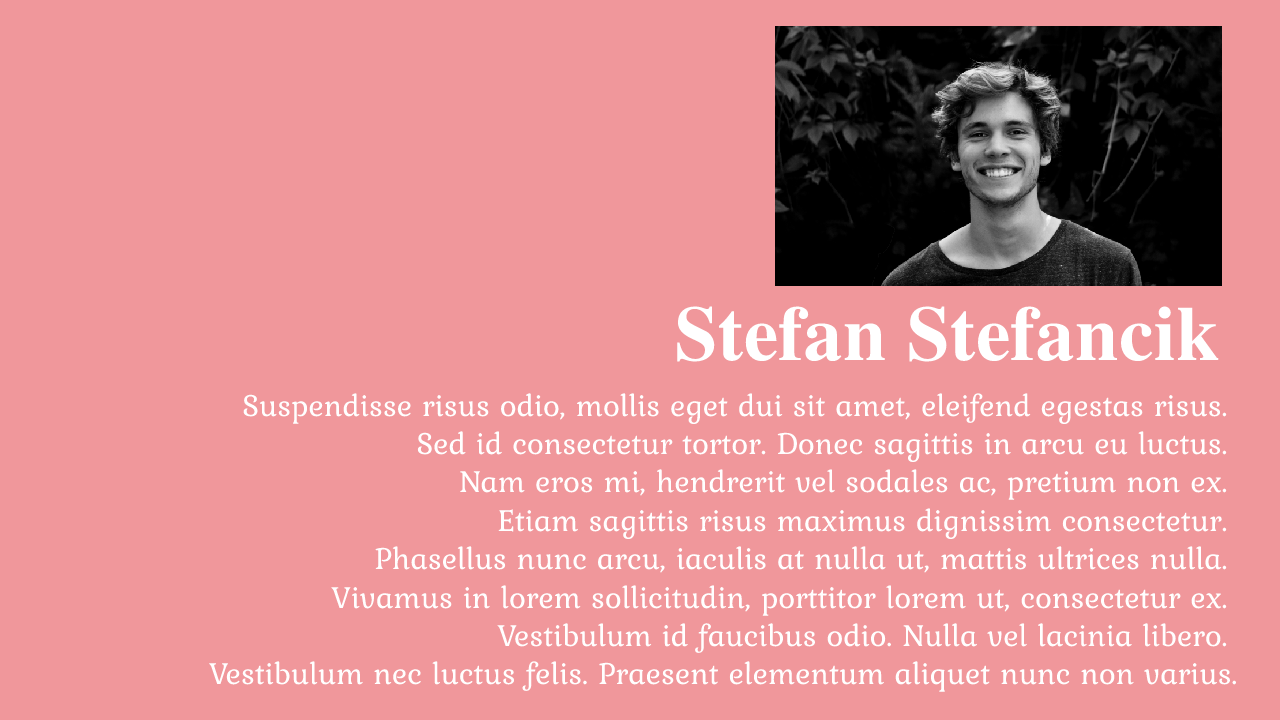 Stefan Stefancik
Suspendisse risus odio, mollis eget dui sit amet, eleifend egestas risus.
Sed id consectetur tortor. Donec sagittis in arcu eu luctus.
Nam eros mi, hendrerit vel sodales ac, pretium non ex.
Etiam sagittis risus maximus dignissim consectetur.
Phasellus nunc arcu, iaculis at nulla ut, mattis ultrices nulla.
Vivamus in lorem sollicitudin, porttitor lorem ut, consectetur ex.
Vestibulum id faucibus odio. Nulla vel lacinia libero.
Vestibulum nec luctus felis. Praesent elementum aliquet nunc non varius.